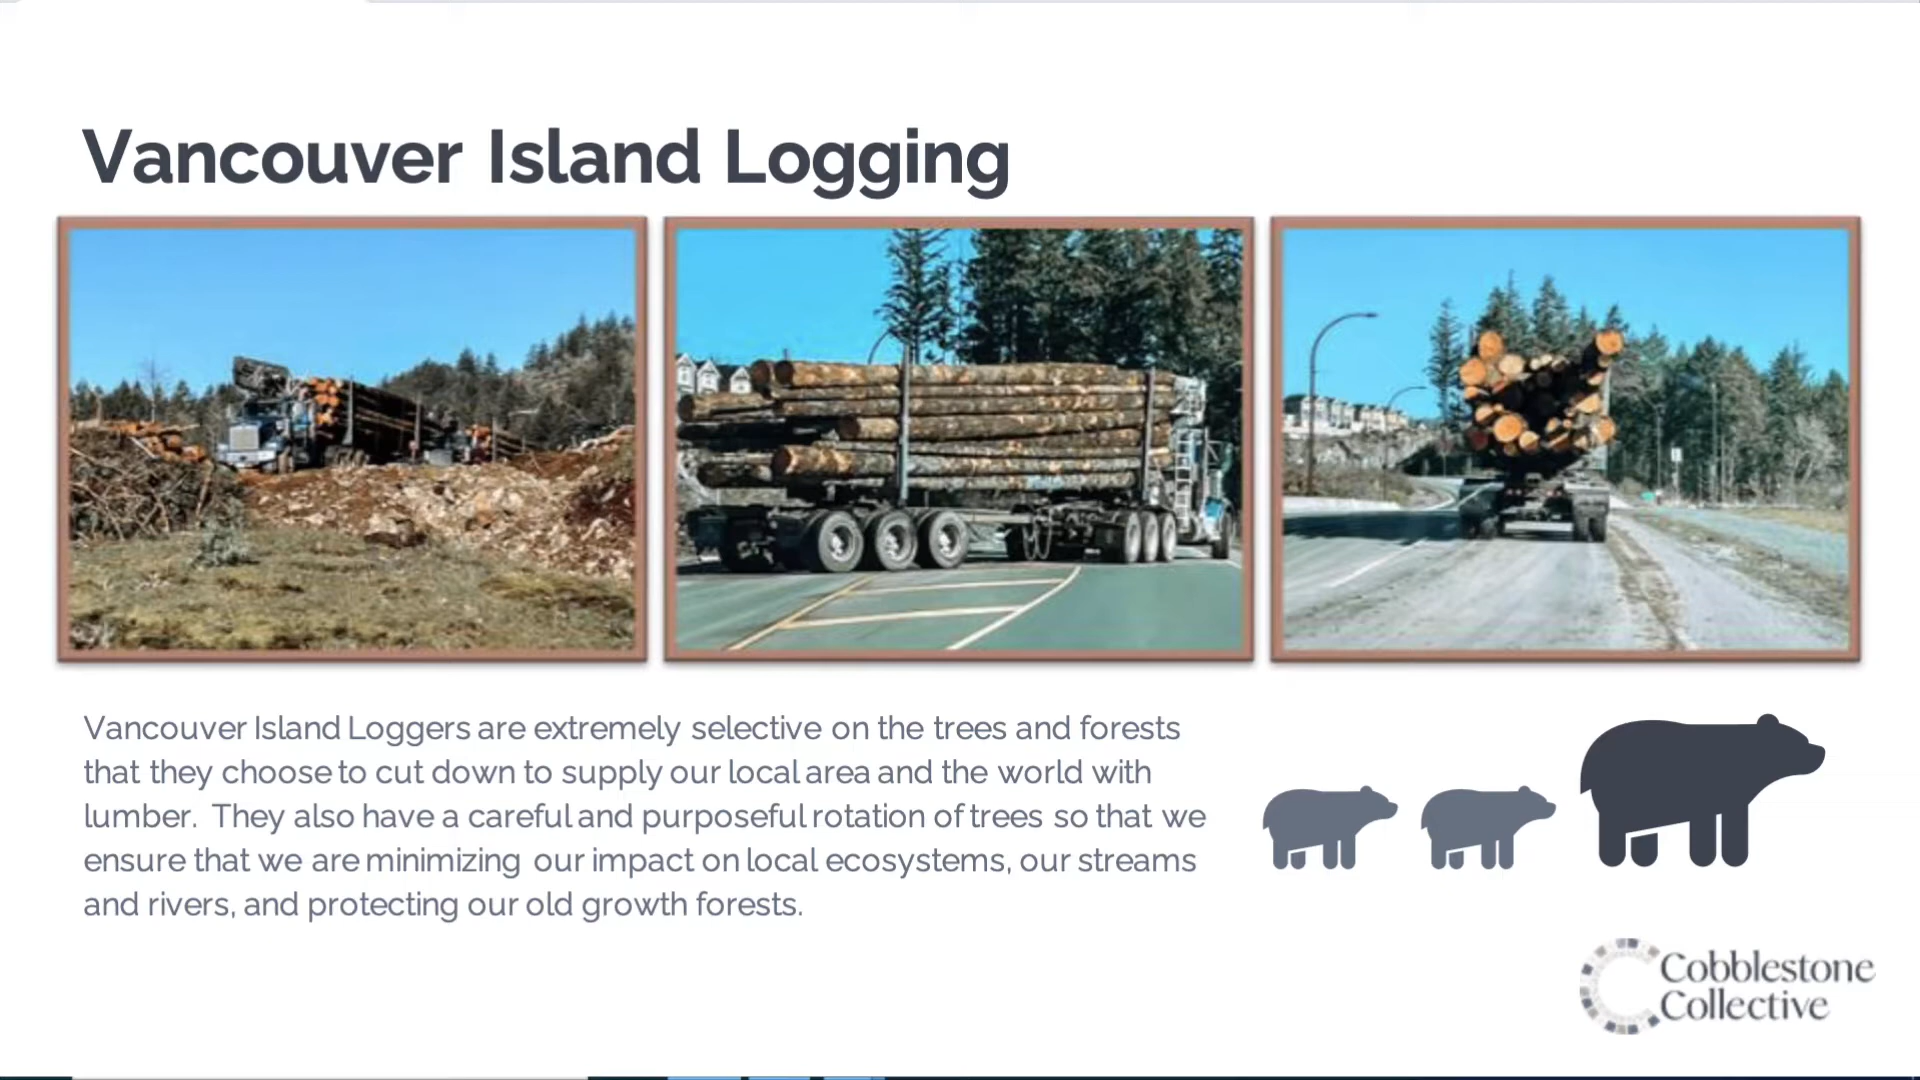 Vancouver Island Logging
Vancouver Island Loggers are extremely selective on the trees and forests
that they choose to cut down to supply our local area and the world with
lumber. They also have a careful and purposeful rotation of trees so that we
ensure that we are minimizing our impact on local ecosystems, our streams
and rivers, and protecting our old growth forests.
Cobblestone
Collective